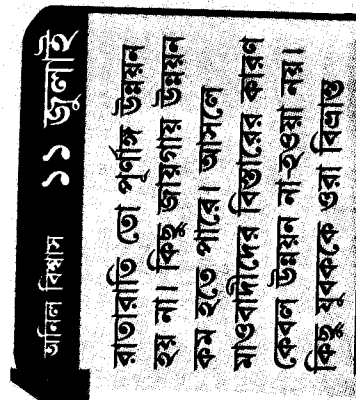 অনিল বিশ্বাস ১১ জুলাই
রাতারাতি তো পূর্ণাঙ্গ উন্নয়ন
হয় না। কিছু জায়গায় উন্নয়ন
কম হতে পারে। আসলে
মাওবাদীদের বিস্তারের কারণ
কেবল উন্নয়ন না-হওয়া নয়।
কিছু যুবককে ওরা বিভ্রান্ত